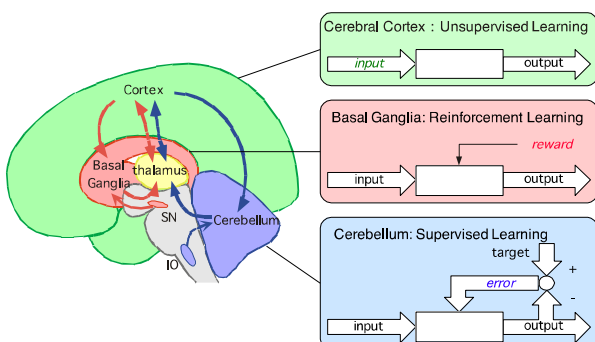 Cerebral Cortex : Unsupervised Learning
input
output
Cortex
Basal Ganglia: Reinforcement Learning
reward
input
output
Basal
Ganglia
thalamus
SN
Cerebellum
IO
Cerebellum: Supervised Learning
target
+
error
-
input
output